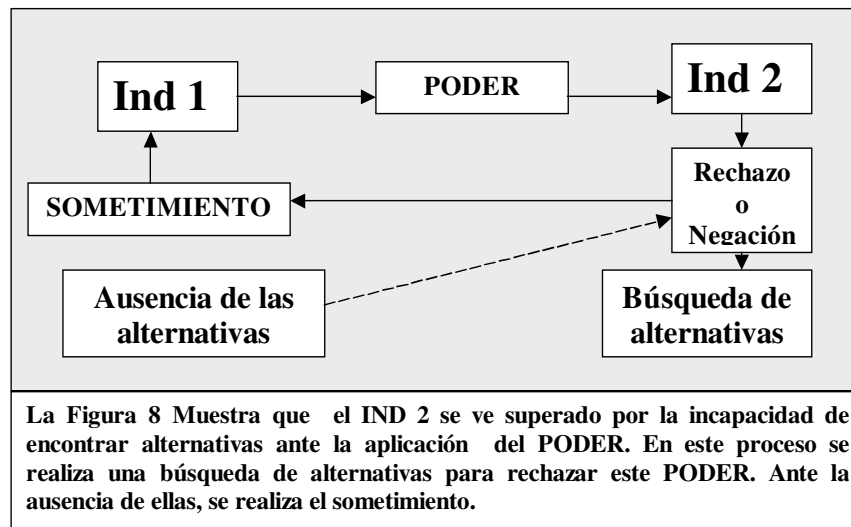 Ind 1
PODER
Ind 2
Rechazo
o
Negación
SOMETIMIENTO
Ausencia de las
alternativas
Búsqueda de
alternativas
La Figura 8 Muestra que el IND 2 se ve superado por la incapacidad de
encontrar alternativas ante la aplicación del PODER. En este proceso se
realiza una búsqueda de alternativas para rechazar este PODER. Ante la
ausencia de ellas, se realiza el sometimiento.